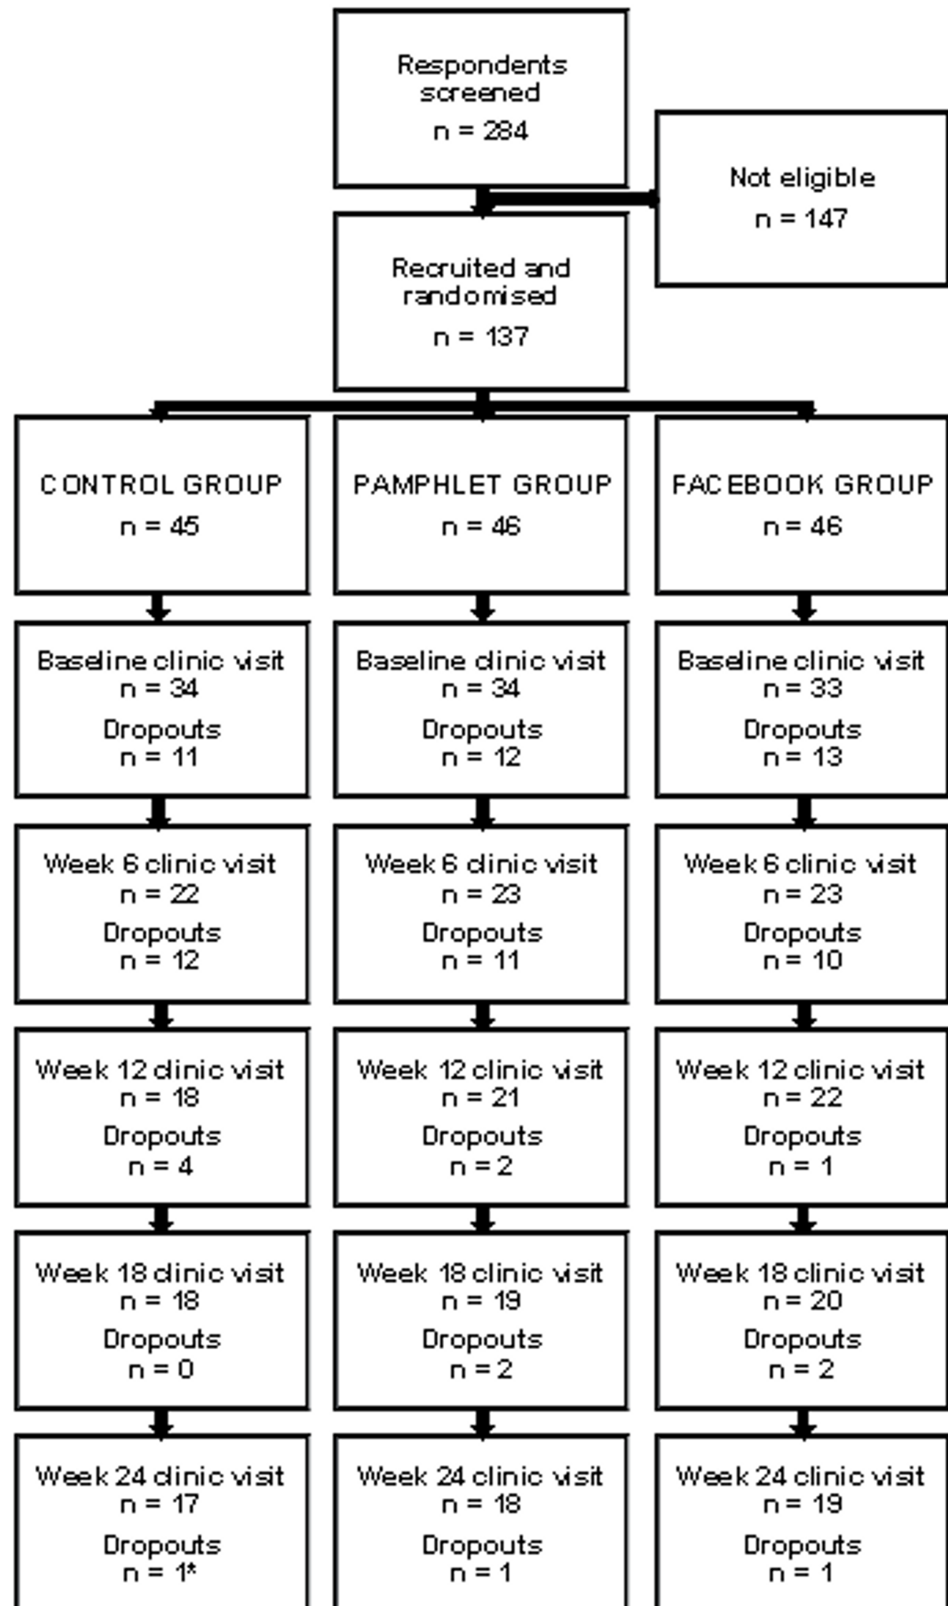 Respondents
screened
n = 284
Not eligible
n = 147
Recruited and
randomised
n = 137
CONTROL GROUP
n = 45
PAMPHLET GROUP
n = 46
FACEBOOK GROUP
n = 46
Baseline clinic visit
n = 34
Dropouts
n = 11
Baseline clinic visit
n = 34
Dropouts
n = 12
Baseline clinic visit
n = 33
Dropouts
n = 13
Week 6 clinic visit
n = 22
Dropouts
n = 12
Week 6 clinic visit
n = 23
Dropouts
n = 11
Week 6 clinic visit
n = 23
Dropouts
n = 10
Week 12 clinic visit
n = 18
Dropouts
n = 4
Week 12 clinic visit
n = 21
Dropouts
n = 2
Week 12 clinic visit
n = 22
Dropouts
n = 1
Week 18 clinic visit
n = 18
Dropouts
n = 0
Week 18 clinic visit
n = 19
Dropouts
n = 2
Week 18 clinic visit
n = 20
Dropouts
n = 2
Week 24 clinic visit
n = 17
Dropouts
n = 1*
Week 24 clinic visit
n = 18
Dropouts
n = 1
Week 24 clinic visit
n = 19
Dropouts
n = 1